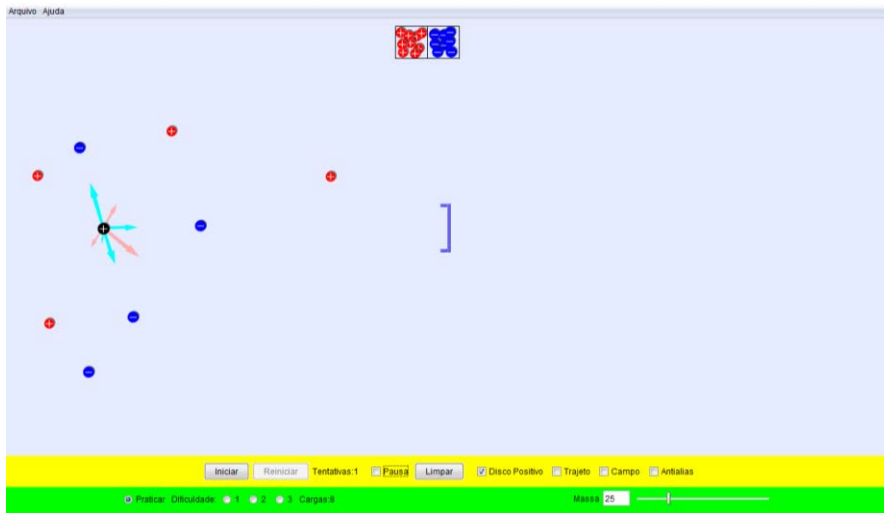 Arquivo Ajuda
Iniciar Reiniciar Tentativas:1 Pausa Limpar Disco Positivo Trajeto Campo Antialias
Praticar Dificuldade: 1 2 3 Cargas:8 Massa 25